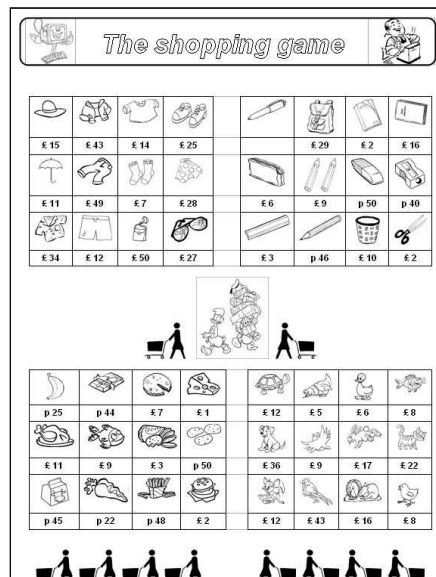 The shopping game
£ 15 £ 43 £ 14 £ 25
£ 29 £ 2 £ 16
£ 11 £ 49 £ 7 £ 28
£ 6 £ 9 p 50 p 40
£ 34 £ 12 £ 50 £ 27
£ 3 p 46 £ 10 £ 2
p 25 p 44 £ 7 £ 1
£ 12 £ 5 £ 6 £ 8
£ 11 £ 9 £ 3 p 50
£ 36 £ 9 £ 17 £ 22
p 45 p 22 p 48 £ 2
£ 12 £ 43 £ 16 £ 8